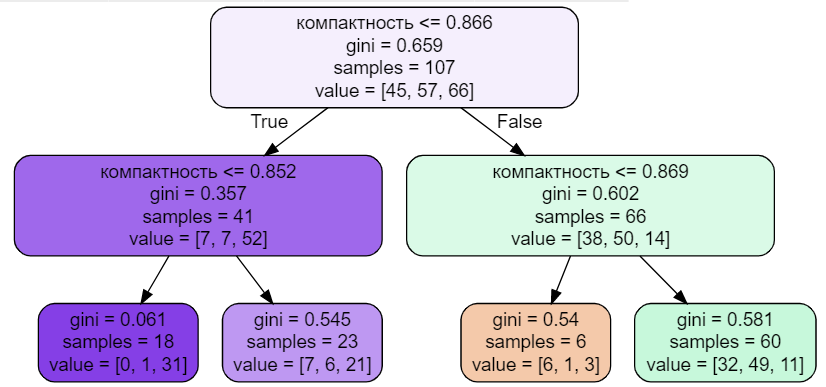 компактность <= 0.866
gini = 0.659
samples = 107
value = [45, 57, 66]
True
False
компактность <= 0.852
gini = 0.357
samples = 41
value = [7, 7, 52]
компактность <= 0.869
gini = 0.602
samples = 66
value = [38, 50, 14]
gini = 0.061
samples = 18
value = [0, 1, 31]
gini = 0.545
samples = 23
value = [7, 6, 21]
gini = 0.54
samples = 6
value = [6, 1, 3]
gini = 0.581
samples = 60
value = [32, 49, 11]